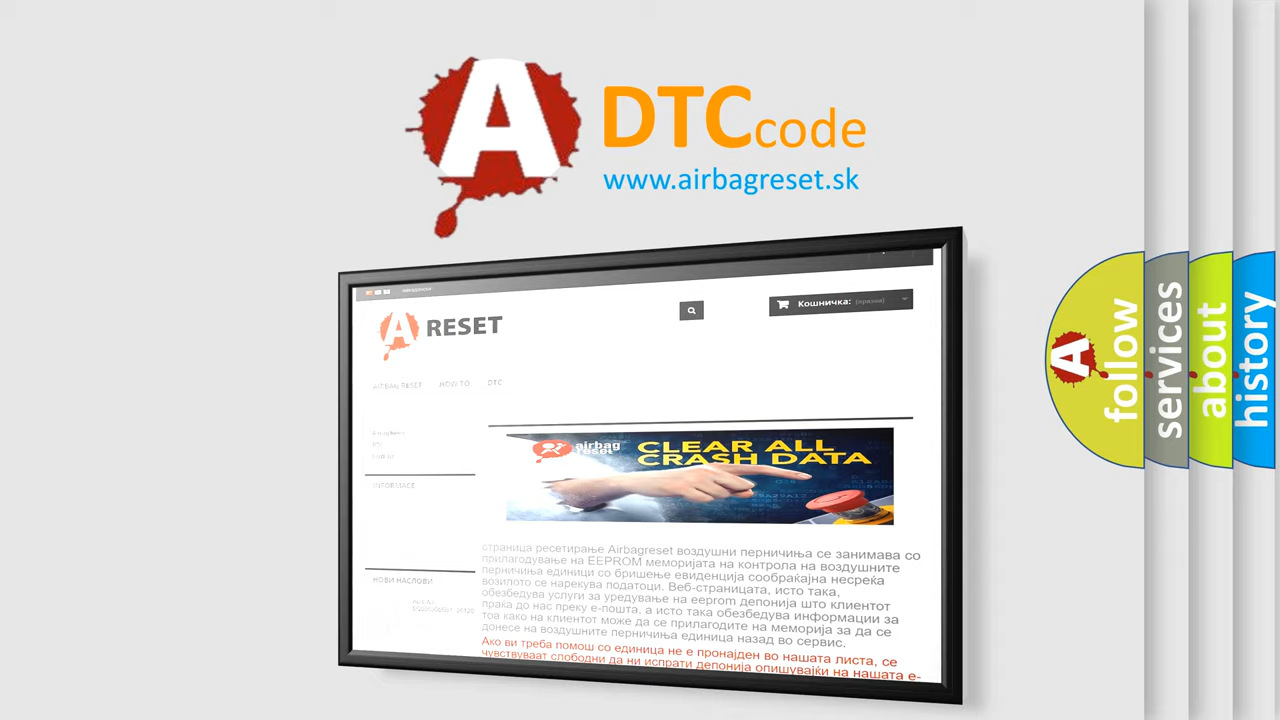 A DTC code
www.airbagreset.sk
A RESET
Кошничка: (празни)
AIRBAG RESET HOW TO DTC
airbag reset CLEAR ALL CRASH DATA
INFORMACE
страница ресетирање Airbagreset воздушни перничиња се занимава со
прилагодување на EEPROM меморијата на контрола на воздушните
перничиња единици со бришење евиденција сообраќајна несреќа
возилото се нарекува податоци. Веб-страницата, исто така,
обезбедува услуги за уредување на eeprom депонија што клиентот
праќа до нас преку е-пошта, а исто така обезбедува информации за
тоа како на клиентот може да се прилагодите на меморија за да се
донесе на воздушните перничиња единица назад во сервис.
НОВИ НАСЛОВИ
Ако ви треба помош со единица не е пронајден во нашата листа, се
чувствуваат слободни да ни испрати депонија опишувајќи на нашата е-
A follow
services
about
history